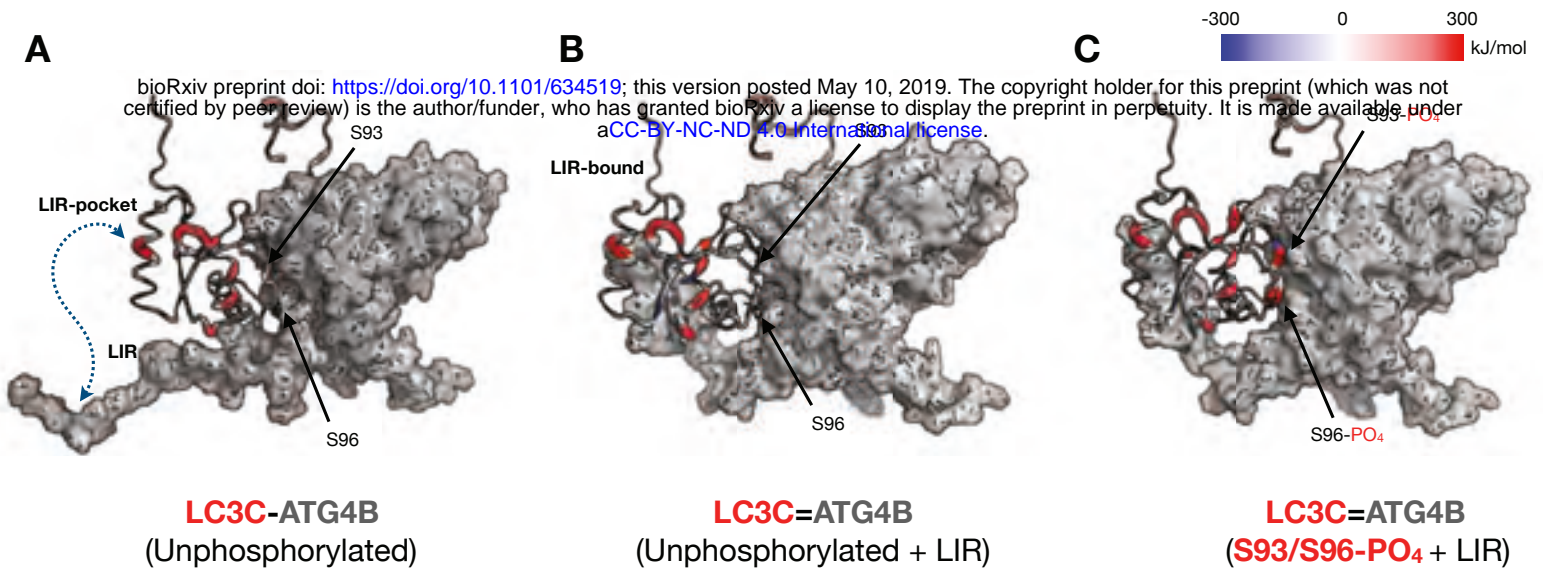 -300 0 300
kJ/mol
A B C
bioRxiv preprint doi: https://doi.org/10.1101/634519; this version posted May 10, 2019. The copyright holder for this preprint (which was not
certified by peer review) is the author/funder, who has granted bioRxiv a license to display the preprint in perpetuity. It is made available under
aCC-BY-NC-ND 4.0 International license.
S93
S93
S93-PO4
LIR-bound
LIR-pocket
LIR
S96
S96
S96-PO4
LC3C-ATG4B
(Unphosphorylated)
LC3C=ATG4B
(Unphosphorylated + LIR)
LC3C=ATG4B
(S93/S96-PO4 + LIR)